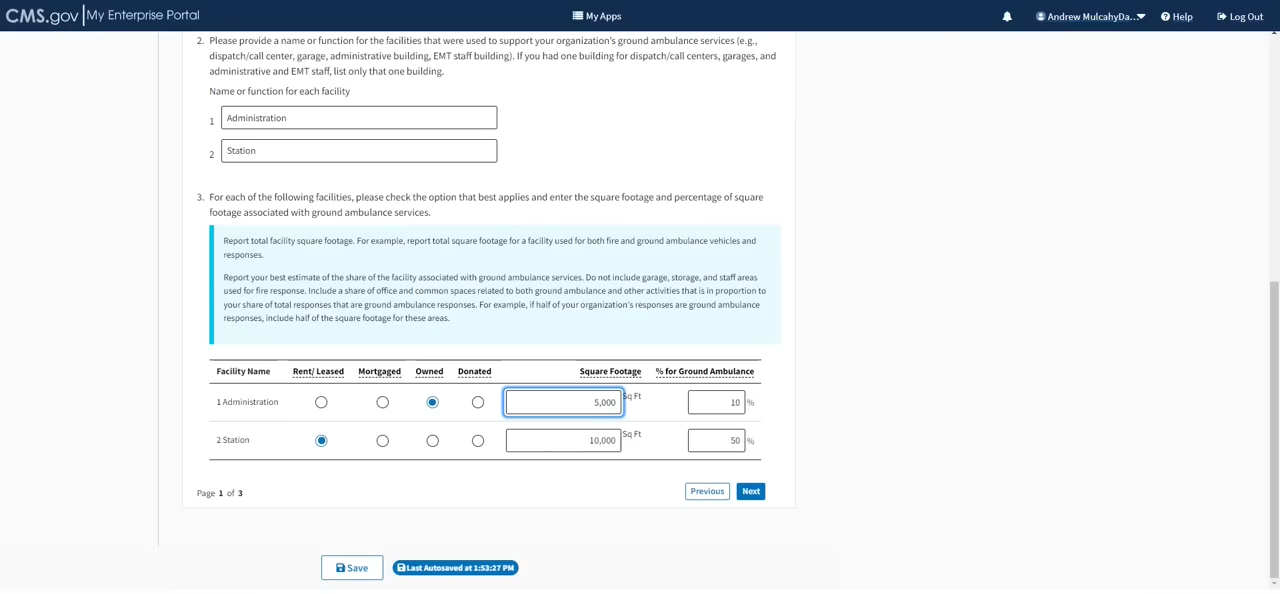 CMS.gov | My Enterprise Portal
My Apps
Andrew MulcahyDa...
Help
Log Out
2. Please provide a name or function for the facilities that were used to support your organization's ground ambulance services (e.g.,
dispatch/call center, garage, administrative building, EMT staff building). If you had one building for dispatch/call centers, garages, and
administrative and EMT staff, list only that one building.
Name or function for each facility
1 Administration
2 Station
3. For each of the following facilities, please check the option that best applies and enter the square footage and percentage of square
footage associated with ground ambulance services.
Report total facility square footage. For example, report total square footage for a facility used for both fire and ground ambulance vehicles and
responses.
Report your best estimate of the share of the facility associated with ground ambulance services. Do not include garage, storage, and staff areas
used for fire response. Include a share of office and common spaces related to both ground ambulance and other activities that is in proportion to
your share of total responses that are ground ambulance responses. For example, if half of your organization's responses are ground ambulance
responses, include half of the square footage for these areas.
Facility Name Rent/ Leased Mortgaged Owned Donated Square Footage % for Ground Ambulance
1 Administration 5,000 Sq Ft 10 %
2 Station 10,000 Sq Ft 50 %
Page 1 of 3
Previous
Next
Save
Last Autosaved at 1:53:27 PM